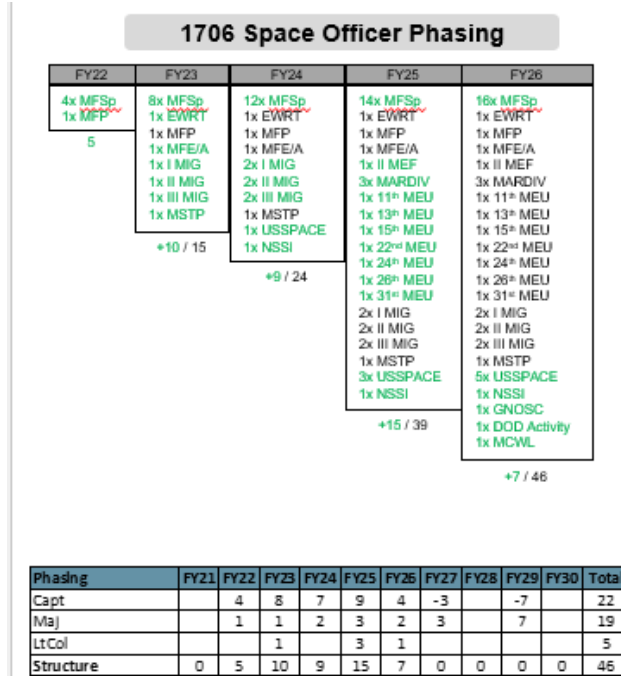 1706 Space Officer Phasing
FY22 FY23 FY24 FY25 FY26
4x MFSp
1x MFP
5
8x MFSp
1x EWRT
1x MFP
1x MFE/A
1x I MIG
1x II MIG
1x III MIG
1x MSTP
+10 / 15
12x MFSp
1x EWRT
1x MFP
1x MFE/A
2x I MIG
2x II MIG
2x III MIG
1x MSTP
1x USSPACE
1x NSSI
+9 / 24
14x MFSp
1x EWRT
1x MFP
1x MFE/A
1x II MEF
3x MARDIV
1x 11th MEU
1x 13th MEU
1x 15th MEU
1x 22nd MEU
1x 24th MEU
1x 26th MEU
1x 31st MEU
2x I MIG
2x II MIG
2x III MIG
1x MSTP
3x USSPACE
1x NSSI
+15 / 39
16x MFSp
1x EWRT
1x MFP
1x MFE/A
1x II MEF
3x MARDIV
1x 11th MEU
1x 13th MEU
1x 15th MEU
1x 22nd MEU
1x 24th MEU
1x 26th MEU
1x 31st MEU
2x I MIG
2x II MIG
2x III MIG
1x MSTP
5x USSPACE
1x NSSI
1x GNOSC
1x DOD Activity
1x MCWL
+7 / 46
Phasing FY21 FY22 FY23 FY24 FY25 FY26 FY27 FY28 FY29 FY30 Total
Capt 4 8 7 9 4 -3 -7 22
Maj 1 1 2 3 2 3 7 19
LtCol 1 3 1 5
Structure 0 5 10 9 15 7 0 0 0 0 46